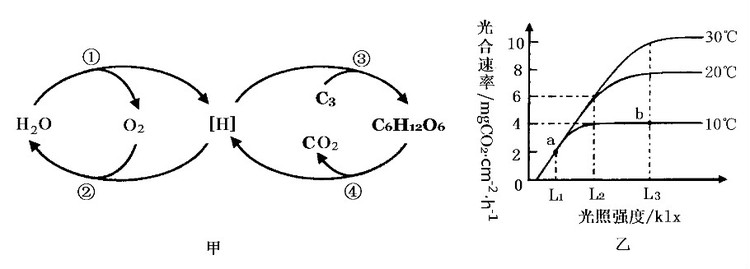 ① ③
C₃
H₂O O₂ [H] C₆H₁₂O₆
CO₂
② ④
甲
光合速率/mgCO₂·cm⁻²·h⁻¹
10
8
6
4
2
0
30℃
20℃
10℃
a
b
L₁ L₂ L₃
光照强度/klx
乙